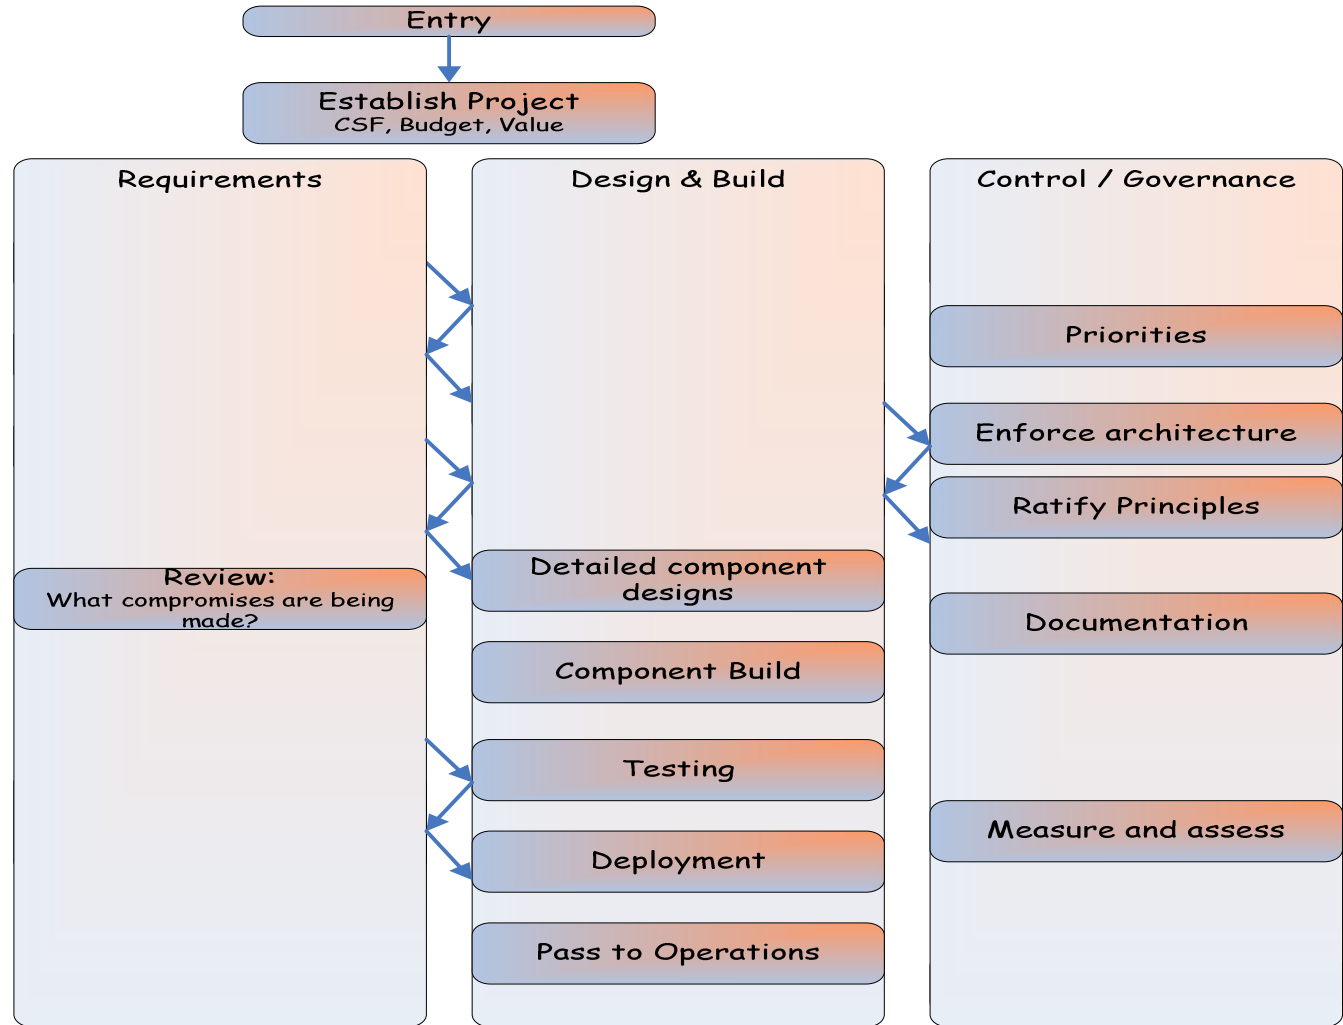 Entry
Establish Project
CSF, Budget, Value
Requirements
Review:
What compromises are being
made?
Design & Build
Detailed component
designs
Component Build
Testing
Deployment
Pass to Operations
Control / Governance
Priorities
Enforce architecture
Ratify Principles
Documentation
Measure and assess